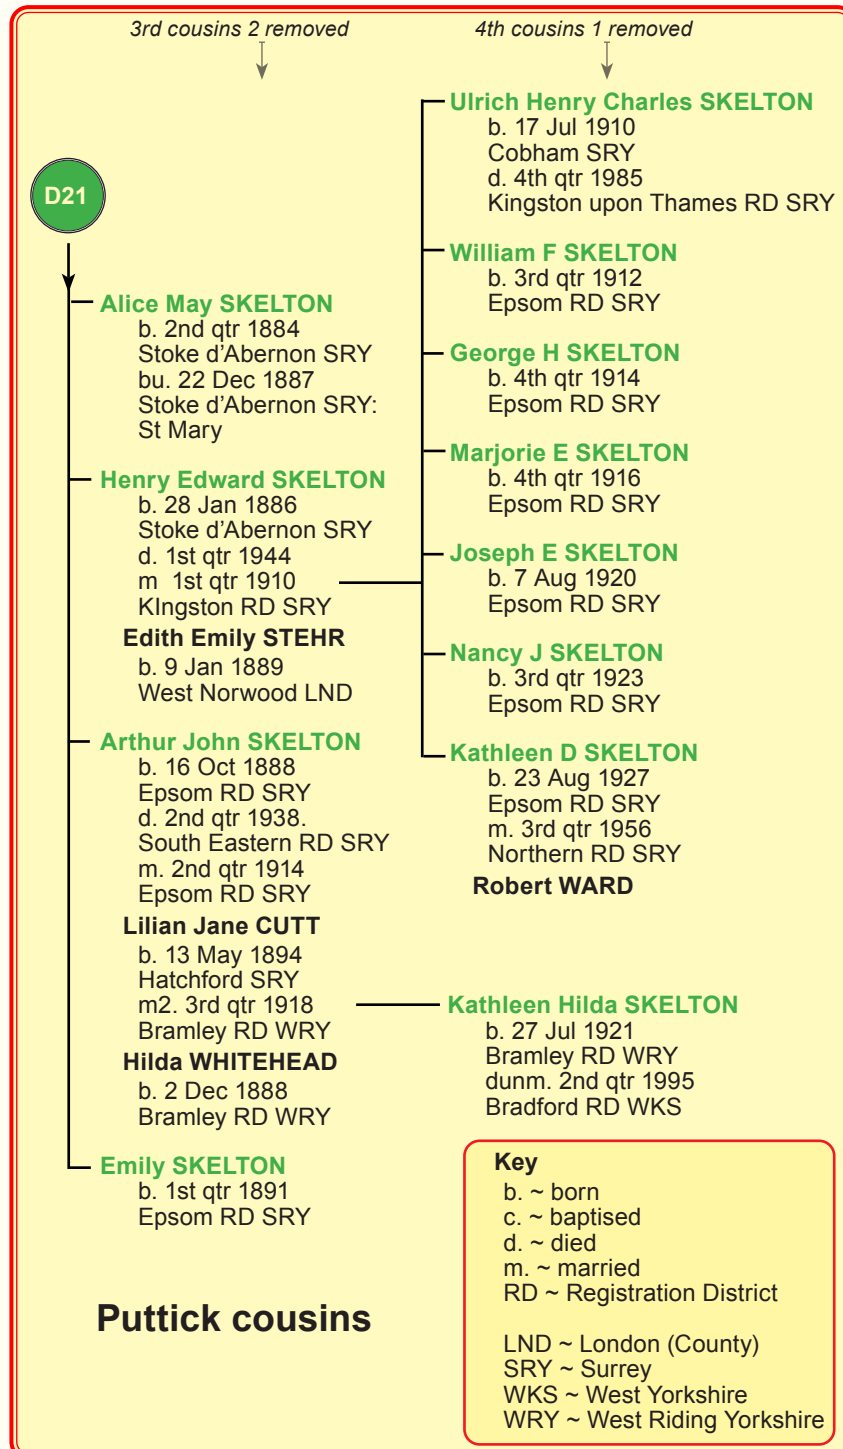 3rd cousins 2 removed
4th cousins 1 removed
D21
Alice May SKELTON
b. 2nd qtr 1884
Stoke d'Abernon SRY
bu. 22 Dec 1887
Stoke d'Abernon SRY:
St Mary
Henry Edward SKELTON
b. 28 Jan 1886
Stoke d'Abernon SRY
d. 1st qtr 1944
m 1st qtr 1910
KIngston RD SRY
Edith Emily STEHR
b. 9 Jan 1889
West Norwood LND
Arthur John SKELTON
b. 16 Oct 1888
Epsom RD SRY
d. 2nd qtr 1938.
South Eastern RD SRY
m. 2nd qtr 1914
Epsom RD SRY
Lilian Jane CUTT
b. 13 May 1894
Hatchford SRY
m2. 3rd qtr 1918
Bramley RD WRY
Hilda WHITEHEAD
b. 2 Dec 1888
Bramley RD WRY
Emily SKELTON
b. 1st qtr 1891
Epsom RD SRY
Ulrich Henry Charles SKELTON
b. 17 Jul 1910
Cobham SRY
d. 4th qtr 1985
Kingston upon Thames RD SRY
William F SKELTON
b. 3rd qtr 1912
Epsom RD SRY
George H SKELTON
b. 4th qtr 1914
Epsom RD SRY
Marjorie E SKELTON
b. 4th qtr 1916
Epsom RD SRY
Joseph E SKELTON
b. 7 Aug 1920
Epsom RD SRY
Nancy J SKELTON
b. 3rd qtr 1923
Epsom RD SRY
Kathleen D SKELTON
b. 23 Aug 1927
Epsom RD SRY
m. 3rd qtr 1956
Northern RD SRY
Robert WARD
Kathleen Hilda SKELTON
b. 27 Jul 1921
Bramley RD WRY
dunm. 2nd qtr 1995
Bradford RD WKS
Puttick cousins
Key
b. ~ born
c. ~ baptised
d. ~ died
m. ~ married
RD ~ Registration District
LND ~ London (County)
SRY ~ Surrey
WKS ~ West Yorkshire
WRY ~ West Riding Yorkshire